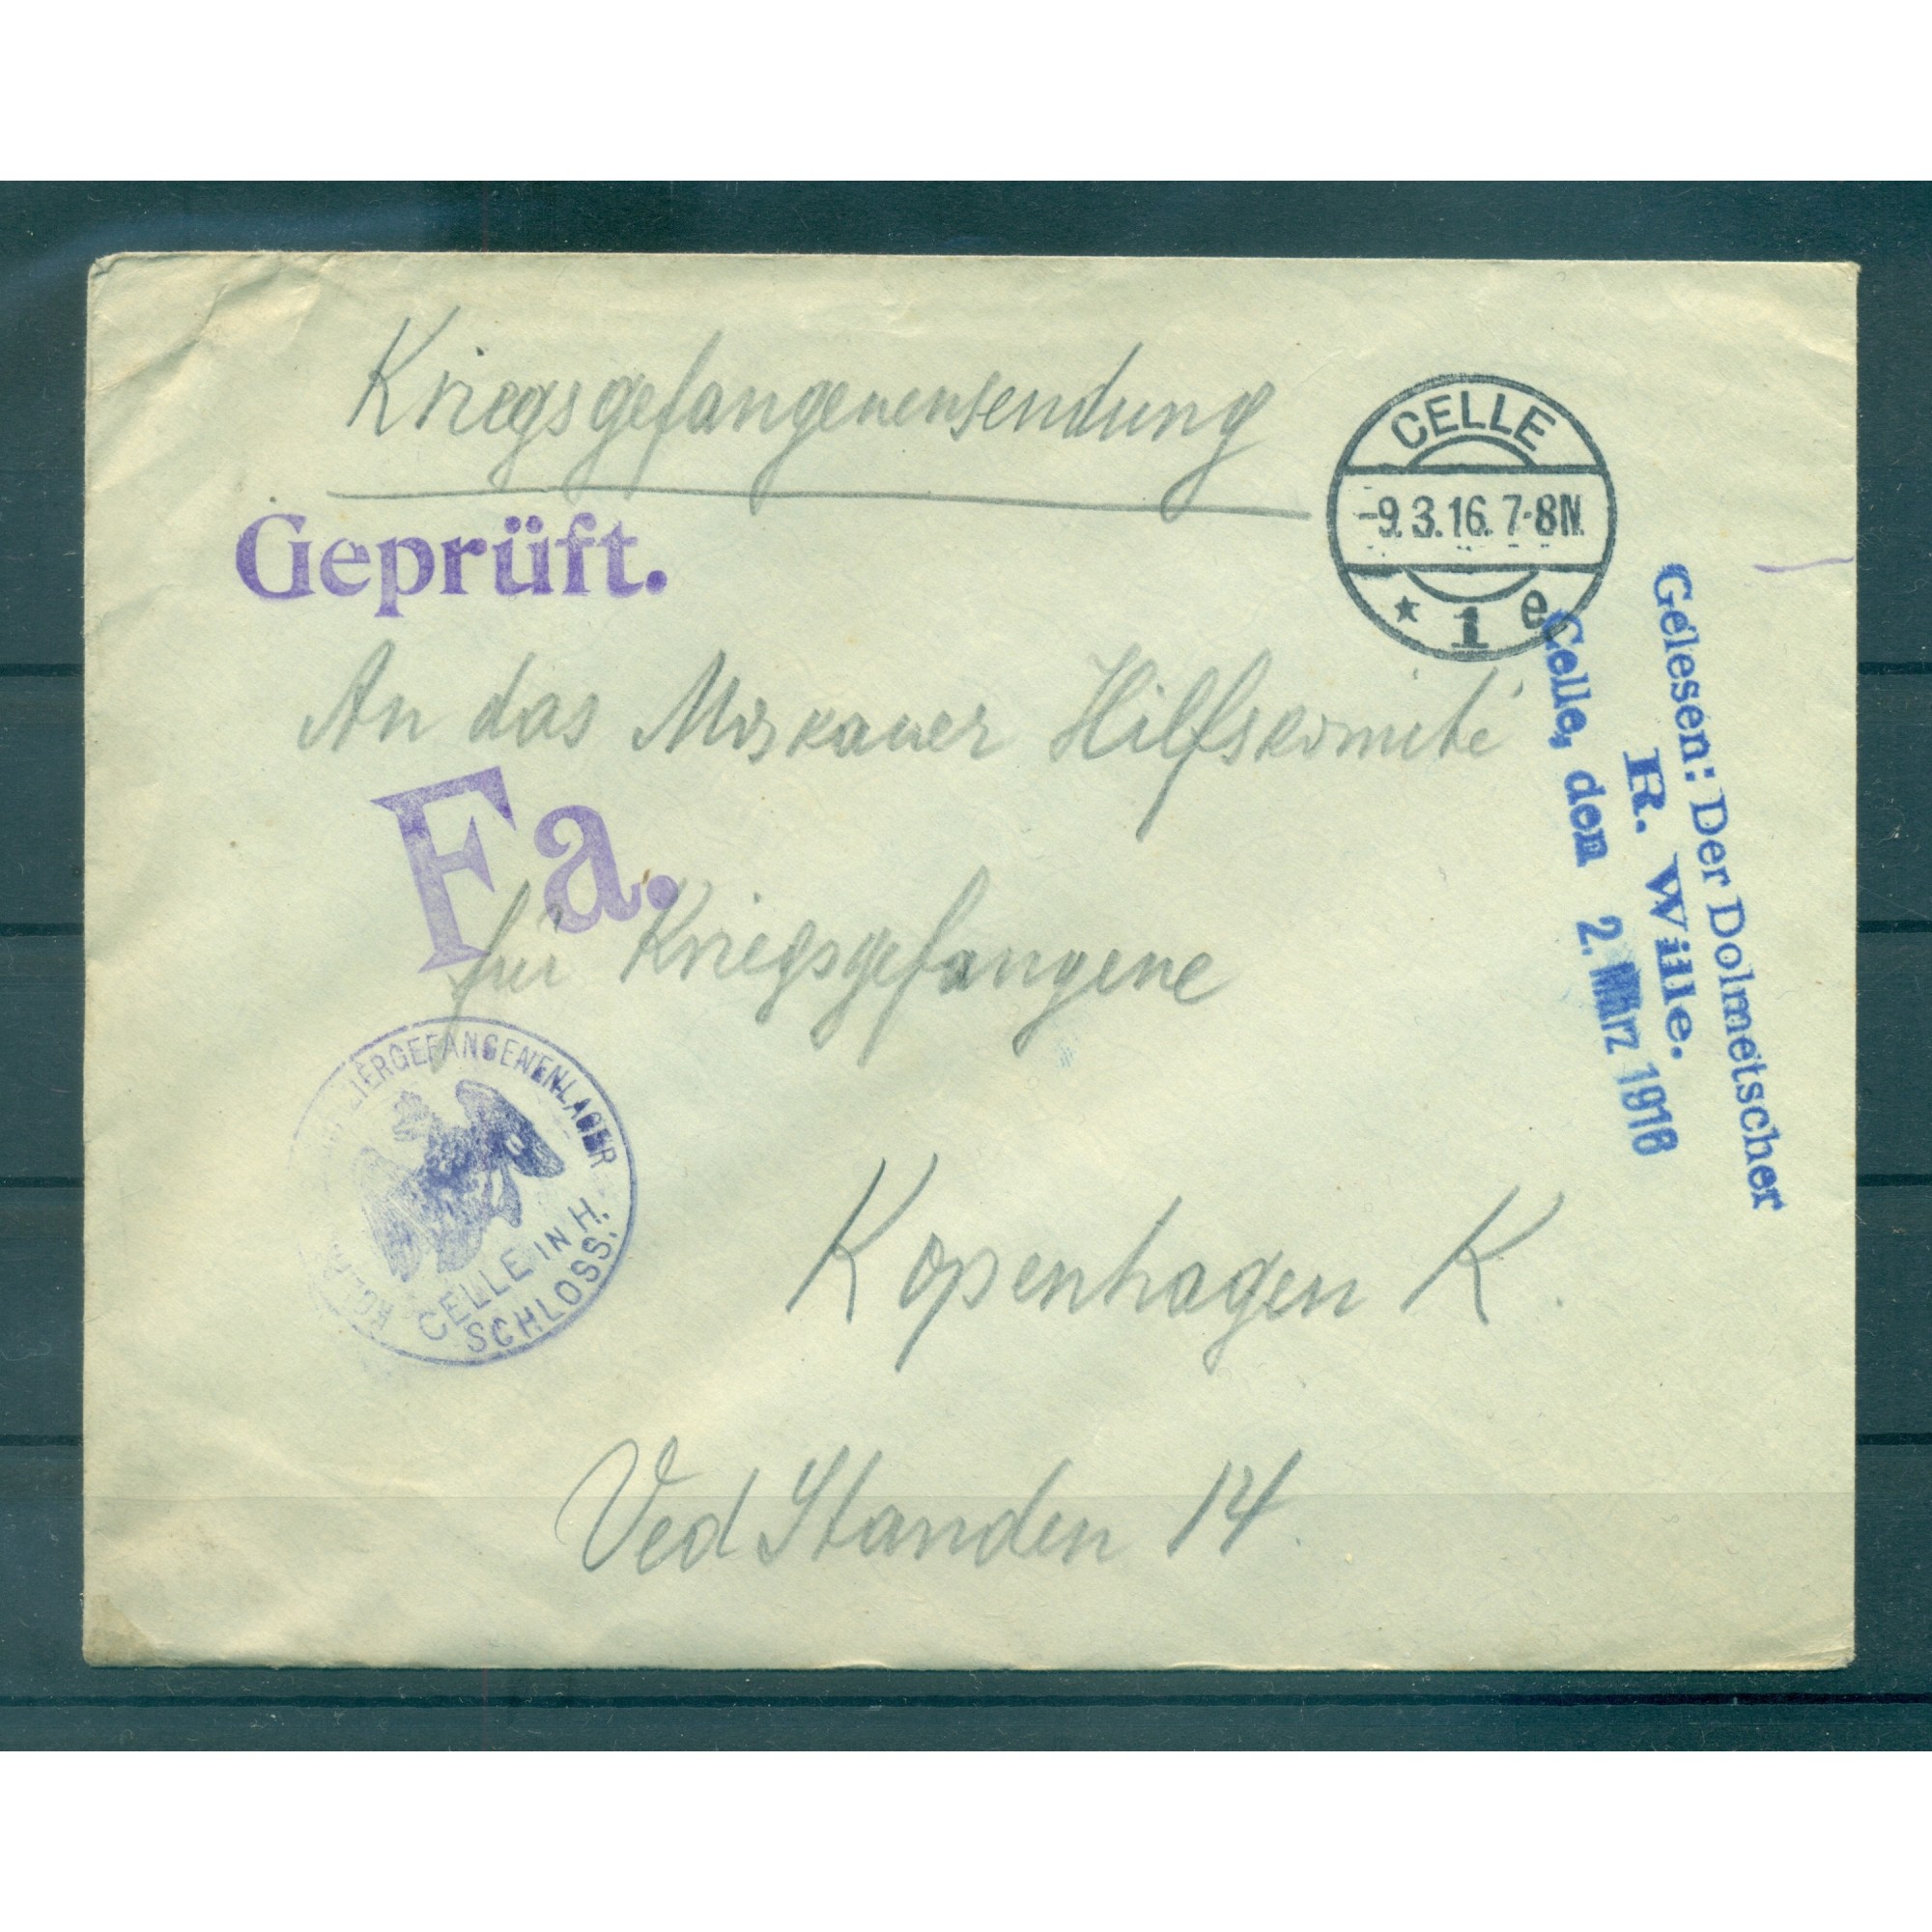 Kriegsgefangenensendung
CELLE
-9.3.16. 7-8N.
* 1 e
Geprüft.
Gelesen: Der Dolmetscher
R. Wille.
Celle, den 2. März 1916
An das Moskauer Hilfskomité
Fa.
für Kriegsgefangene
CELLE IN H.
SCHLOSS.
Kopenhagen K.
Ved Standen 14.